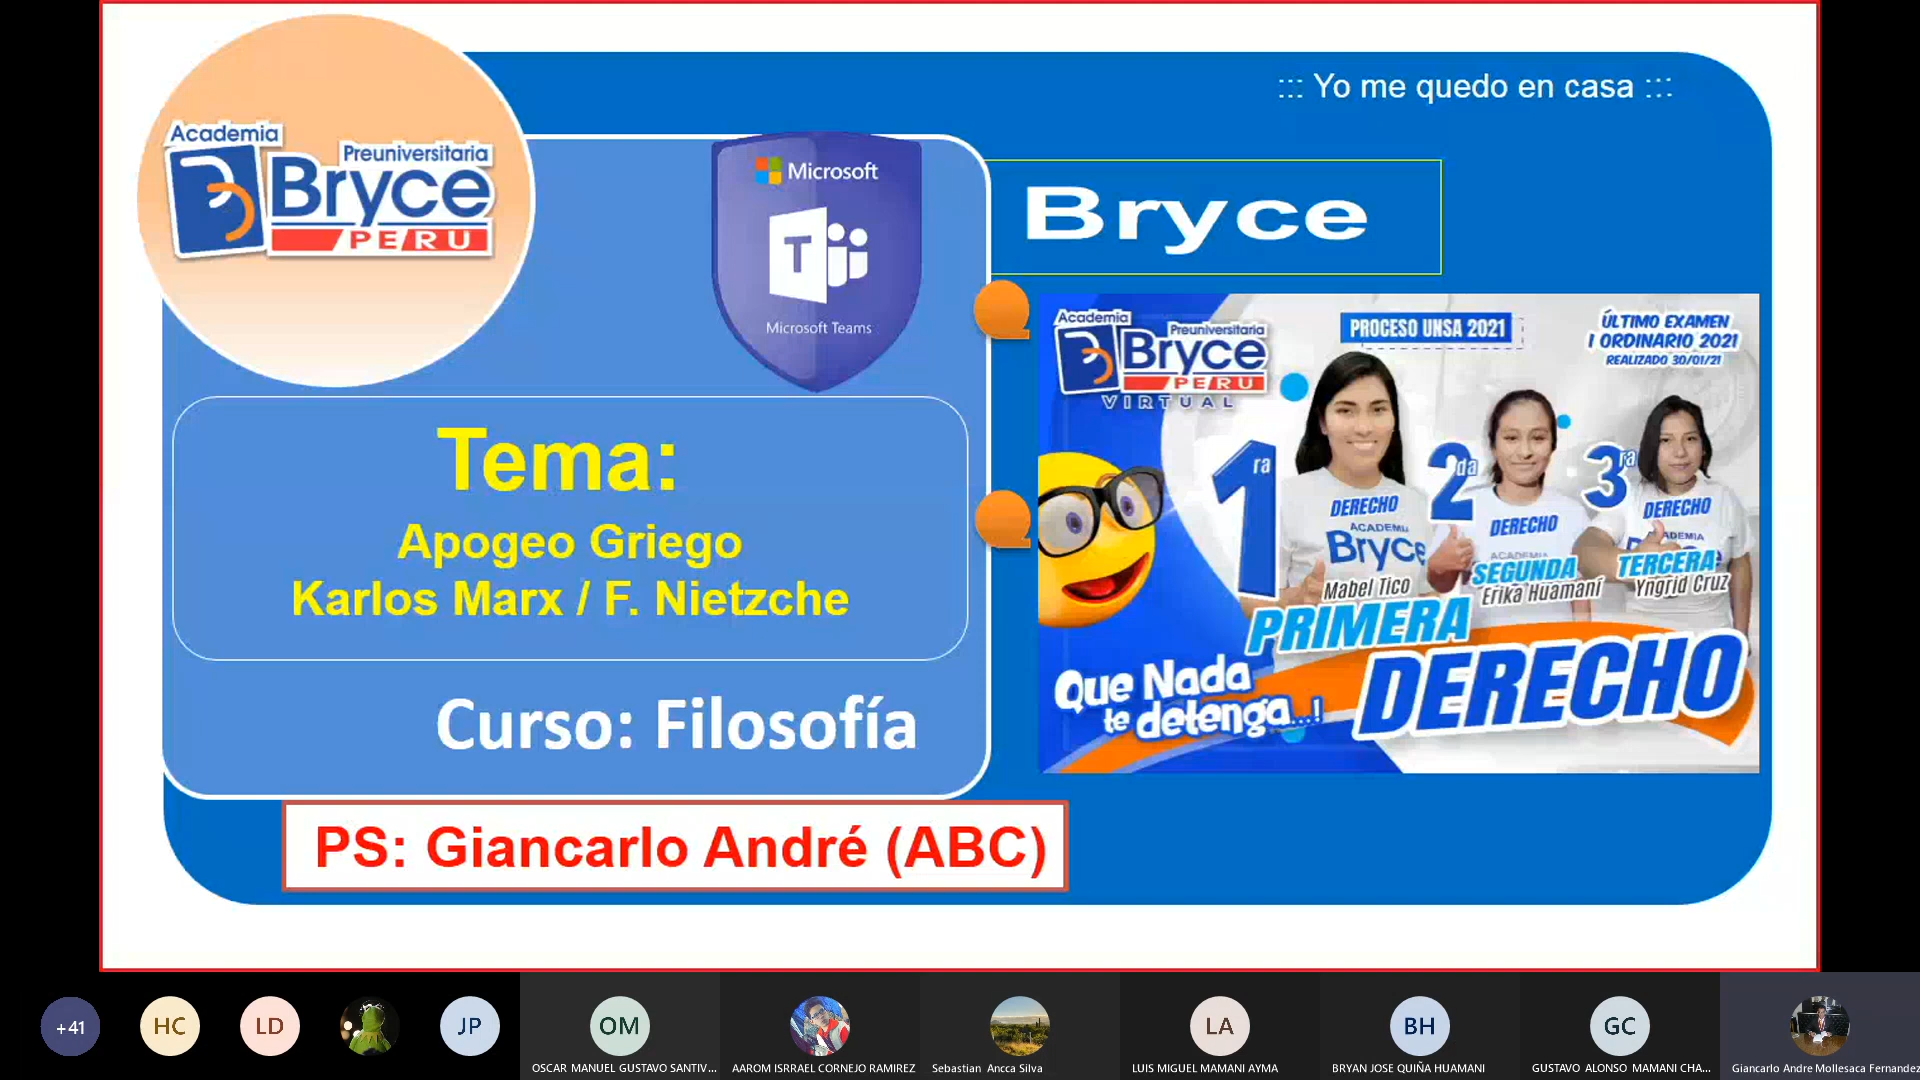 ::: Yo me quedo en casa :::
Academia
Preuniversitaria
Bryce
PERU
Microsoft
T
Microsoft Teams
Bryce
Tema:
Apogeo Griego
Karlos Marx / F. Nietzche
Curso: Filosofía
PS: Giancarlo André (ABC)
Academia
Preuniversitaria
Bryce
PERU
VIRTUAL
PROCESO UNSA 2021
ÚLTIMO EXAMEN
I ORDINARIO 2021
REALIZADO 30/01/21
1ra
2da
3ra
DERECHO
ACADEMIA
Bryce
Mabel Tico
DERECHO
ACADEMIA
SEGUNDA
Erika Huamaní
DERECHO
TERCERA
Yngrid Cruz
PRIMERA
DERECHO
Que Nada
te detenga...!
+41
HC
LD
JP
OM
LA
BH
GC
OSCAR MANUEL GUSTAVO SANTIV...
AAROM ISRRAEL CORNEJO RAMIREZ
Sebastian Ancca Silva
LUIS MIGUEL MAMANI AYMA
BRYAN JOSE QUIÑA HUAMANI
GUSTAVO ALONSO MAMANI CHA...
Giancarlo Andre Mollesaca Fernandez